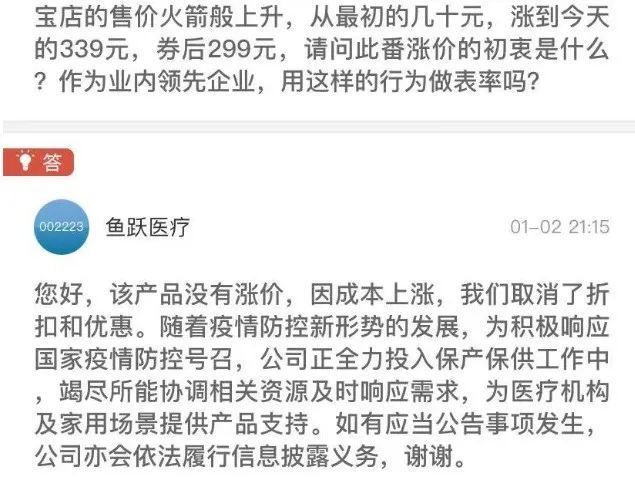 宝店的售价火箭般上升，从最初的几十元，涨到今天
的339元，券后299元，请问此番涨价的初衷是什么
？作为业内领先企业，用这样的行为做表率吗？
答
002223
鱼跃医疗
01-02 21:15
您好，该产品没有涨价，因成本上涨，我们取消了折
扣和优惠。随着疫情防控新形势的发展，为积极响应
国家疫情防控号召，公司正全力投入保产保供工作中
，竭尽所能协调相关资源及时响应需求，为医疗机构
及家用场景提供产品支持。如有应当公告事项发生，
公司亦会依法履行信息披露义务，谢谢。